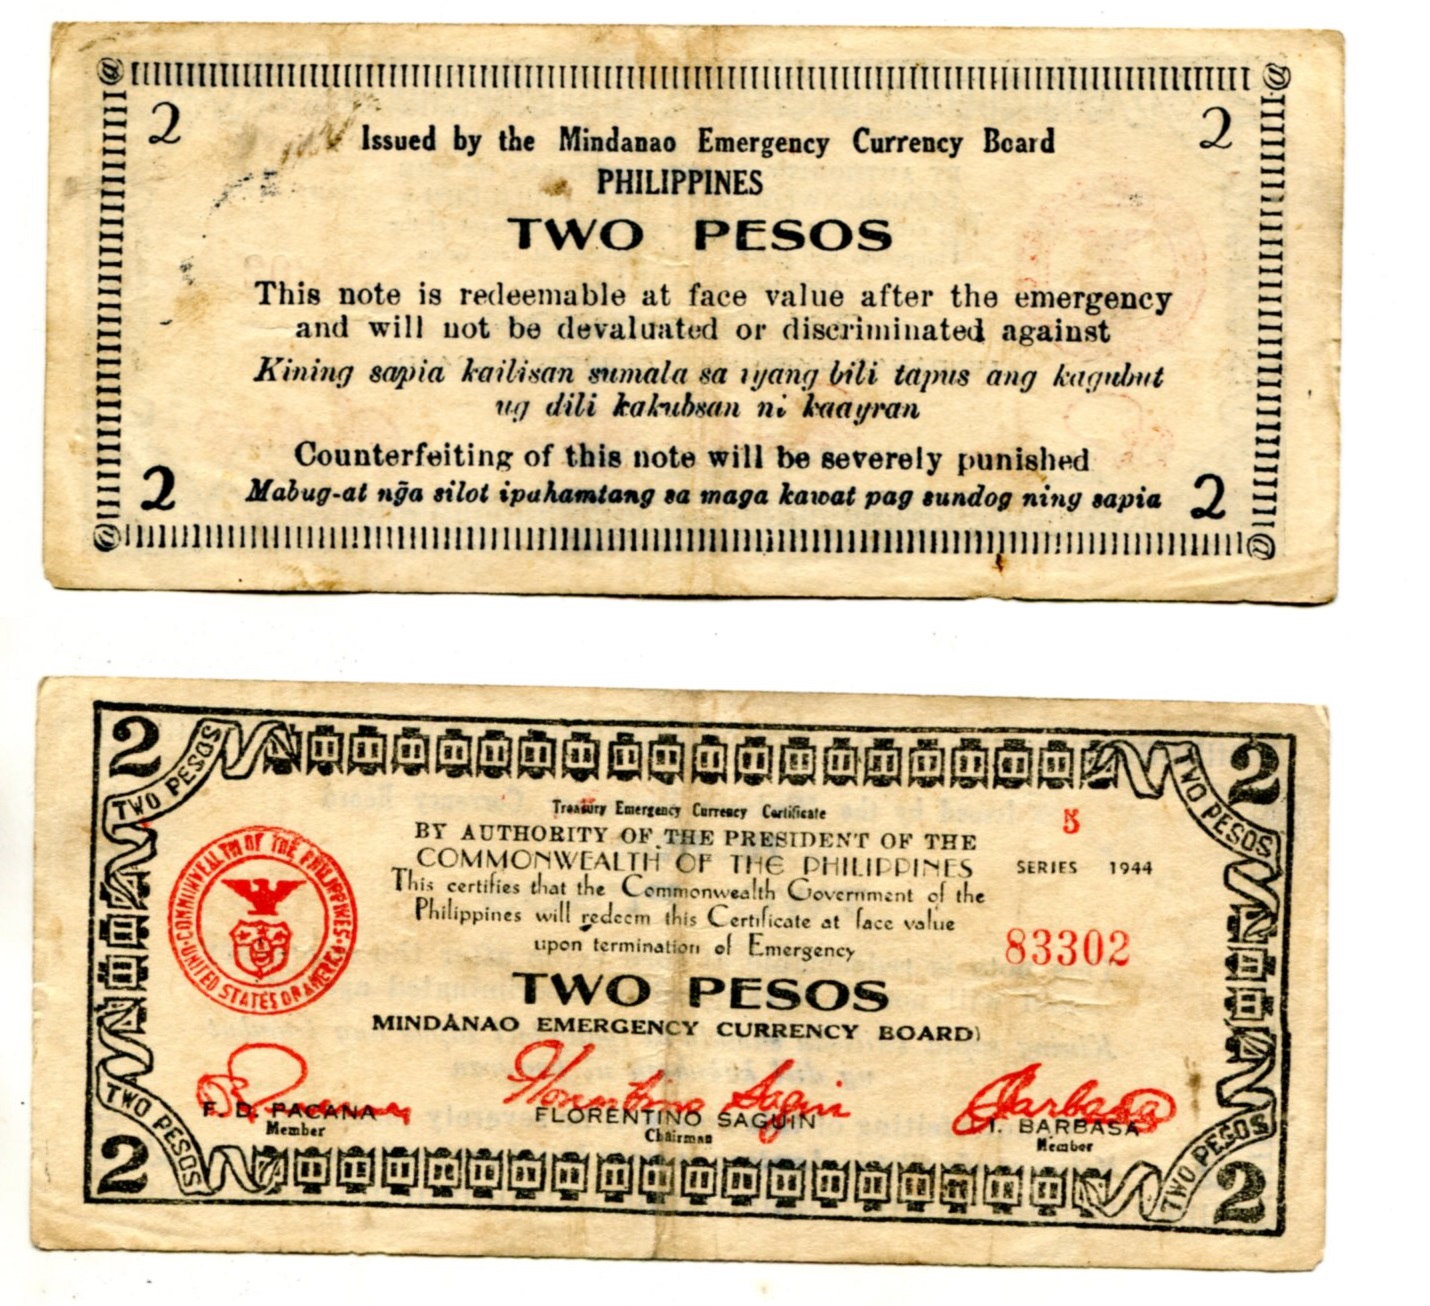 2 2
Issued by the Mindanao Emergency Currency Board
PHILIPPINES
TWO PESOS
This note is redeemable at face value after the emergency
and will not be devaluated or discriminated against
Kining sapia kailisan sumala sa iyang bili tapus ang kagubut
ug dili kakubsan ni kaayran
Counterfeiting of this note will be severely punished
Mabug-at nğa silot ipahamtang sa maga kawat pag sundog ning sapia
2 2
2 TWO PESOS TWO PESOS 2
Treasury Emergency Currency Certificate
5
BY AUTHORITY OF THE PRESIDENT OF THE
COMMONWEALTH OF THE PHILIPPINES
SERIES 1944
This certifies that the Commonwealth Government of the
Philippines will redeem this Certificate at face value
upon termination of Emergency
83302
COMMONWEALTH OF THE PHILIPPINES
UNITED STATES OF AMERICA
TWO PESOS
MINDANAO EMERGENCY CURRENCY BOARD)
Florentino Saguin
Barbasa
F. D. PACANA
FLORENTINO SAGUIN
I. BARBASA
Member
Chairman
Member
2 TWO PESOS TWO PESOS 2